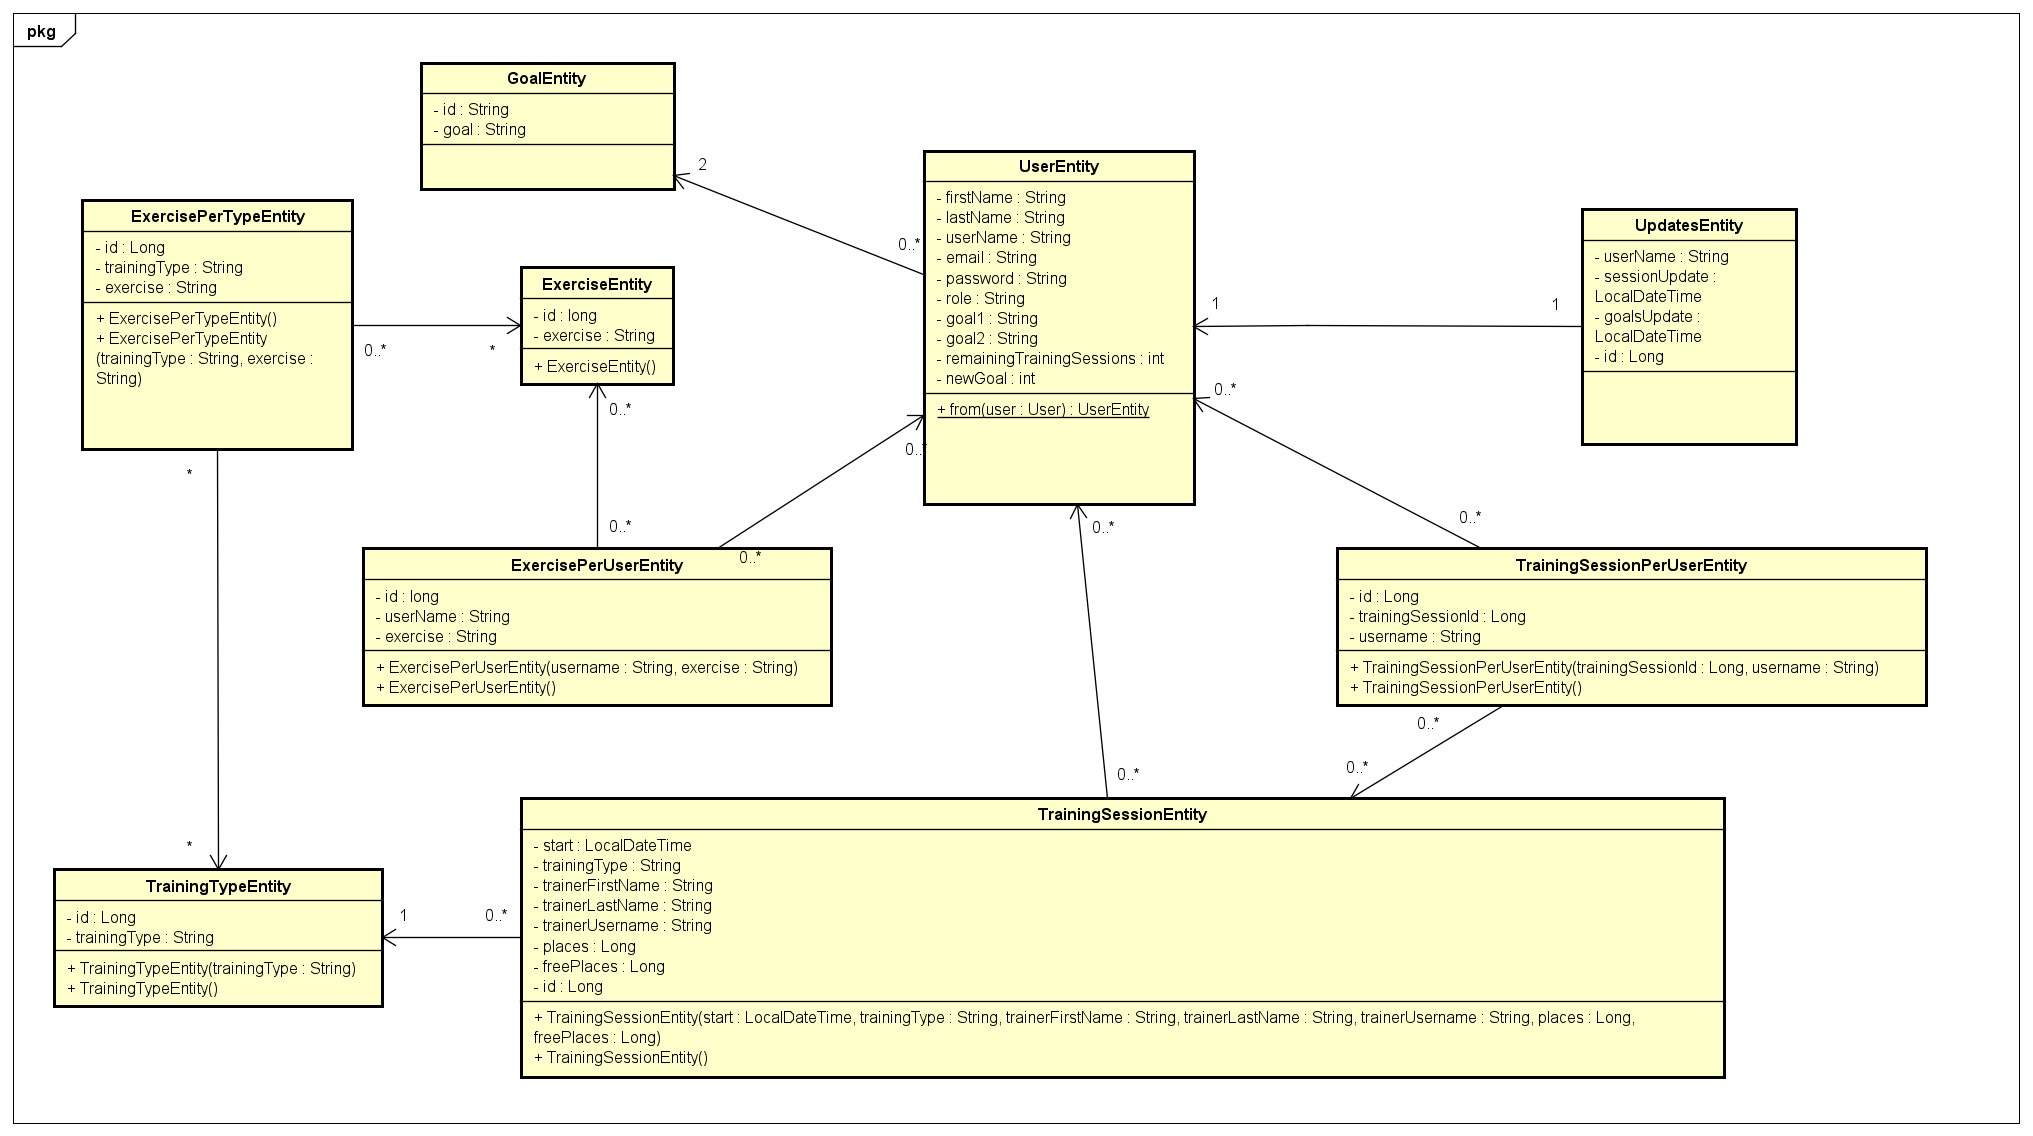 pkg
GoalEntity
- id : String
- goal : String
2
0..*
UserEntity
- firstName : String
- lastName : String
- userName : String
- email : String
- password : String
- role : String
- goal1 : String
- goal2 : String
- remainingTrainingSessions : int
- newGoal : int
+ from(user : User) : UserEntity
UpdatesEntity
- userName : String
- sessionUpdate :
LocalDateTime
- goalsUpdate :
LocalDateTime
- id : Long
1
1
ExercisePerTypeEntity
- id : Long
- trainingType : String
- exercise : String
+ ExercisePerTypeEntity()
+ ExercisePerTypeEntity
(trainingType : String, exercise :
String)
0..*
*
ExerciseEntity
- id : long
- exercise : String
+ ExerciseEntity()
0..*
0..*
0..*
0..*
0..*
0..*
0..*
*
ExercisePerUserEntity
- id : long
- userName : String
- exercise : String
+ ExercisePerUserEntity(username : String, exercise : String)
+ ExercisePerUserEntity()
TrainingSessionPerUserEntity
- id : Long
- trainingSessionId : Long
- username : String
+ TrainingSessionPerUserEntity(trainingSessionId : Long, username : String)
+ TrainingSessionPerUserEntity()
0..*
0..*
0..*
*
TrainingTypeEntity
- id : Long
- trainingType : String
+ TrainingTypeEntity(trainingType : String)
+ TrainingTypeEntity()
1
0..*
TrainingSessionEntity
- start : LocalDateTime
- trainingType : String
- trainerFirstName : String
- trainerLastName : String
- trainerUsername : String
- places : Long
- freePlaces : Long
- id : Long
+ TrainingSessionEntity(start : LocalDateTime, trainingType : String, trainerFirstName : String, trainerLastName : String, trainerUsername : String, places : Long,
freePlaces : Long)
+ TrainingSessionEntity()